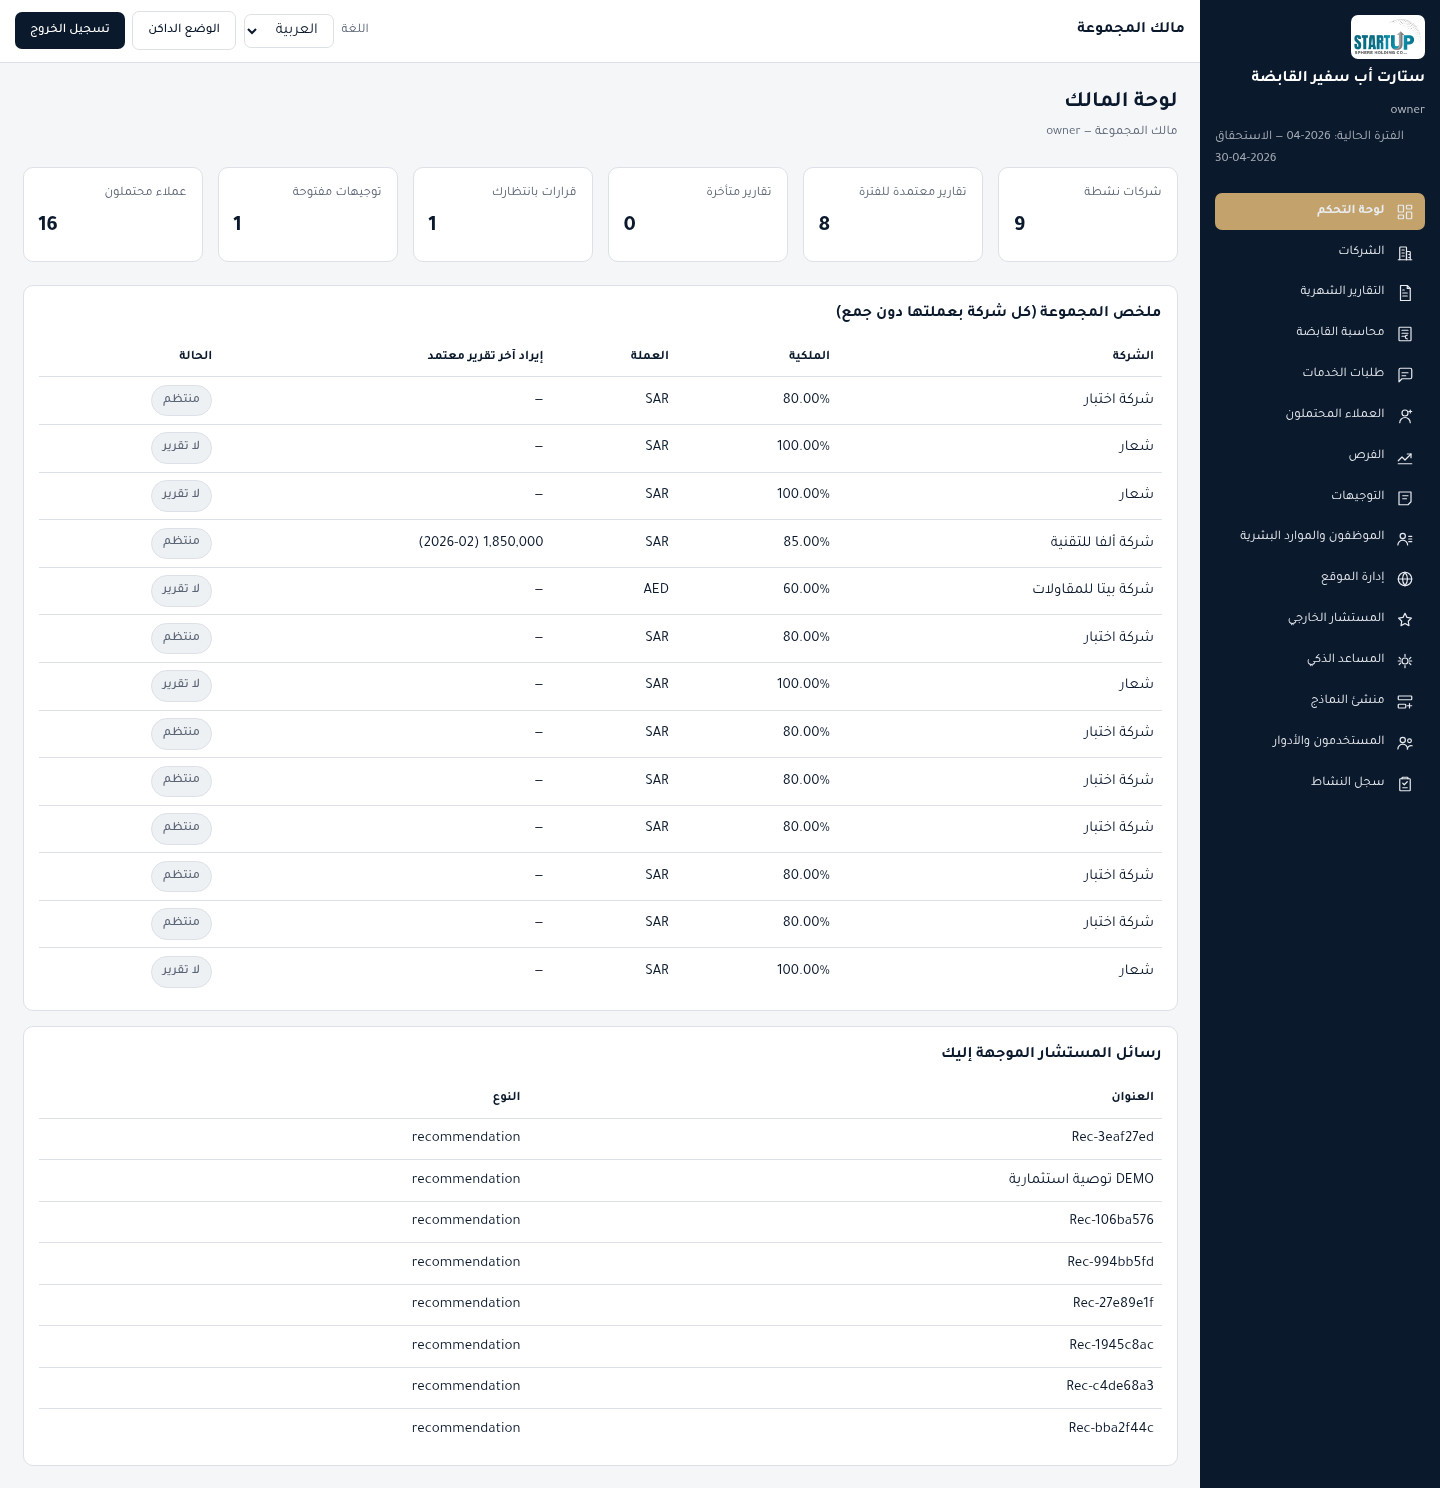 STARTUP
SPHERE HOLDING CO...
ستارت أب سفير القابضة
owner
الفترة الحالية: 2026-04 — الاستحقاق
2026-04-30
لوحة التحكم
الشركات
التقارير الشهرية
محاسبة القابضة
طلبات الخدمات
العملاء المحتملون
الفرص
التوجيهات
الموظفون والموارد البشرية
إدارة الموقع
المستشار الخارجي
المساعد الذكي
منشئ النماذج
المستخدمون والأدوار
سجل النشاط
مالك المجموعة اللغة العربية الوضع الداكن تسجيل الخروج
لوحة المالك
مالك المجموعة — owner
شركات نشطة تقارير معتمدة للفترة تقارير متأخرة قرارات بانتظارك توجيهات مفتوحة عملاء محتملون
9 8 0 1 1 16
ملخص المجموعة (كل شركة بعملتها دون جمع)
الشركة الملكية العملة إيراد آخر تقرير معتمد الحالة
شركة اختبار 80.00% SAR — منتظم
شعار 100.00% SAR — لا تقرير
شعار 100.00% SAR — لا تقرير
شركة ألفا للتقنية 85.00% SAR 1,850,000 (2026-02) منتظم
شركة بيتا للمقاولات 60.00% AED — لا تقرير
شركة اختبار 80.00% SAR — منتظم
شعار 100.00% SAR — لا تقرير
شركة اختبار 80.00% SAR — منتظم
شركة اختبار 80.00% SAR — منتظم
شركة اختبار 80.00% SAR — منتظم
شركة اختبار 80.00% SAR — منتظم
شركة اختبار 80.00% SAR — منتظم
شعار 100.00% SAR — لا تقرير
رسائل المستشار الموجهة إليك
العنوان النوع
Rec-3eaf27ed recommendation
DEMO توصية استثمارية recommendation
Rec-106ba576 recommendation
Rec-994bb5fd recommendation
Rec-27e89e1f recommendation
Rec-1945c8ac recommendation
Rec-c4de68a3 recommendation
Rec-bba2f44c recommendation